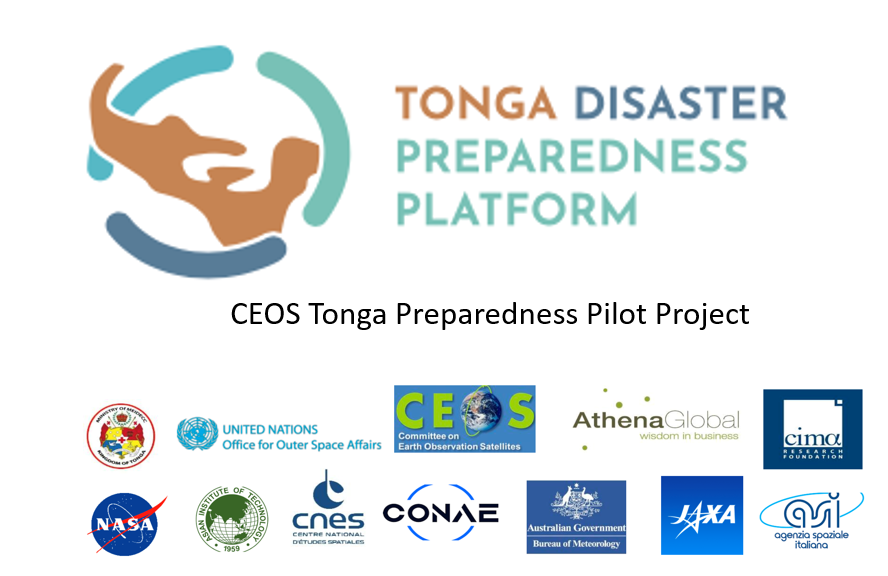 TONGA DISASTER
PREPAREDNESS
PLATFORM
CEOS Tonga Preparedness Pilot Project
MINISTRY OF MEIDECC
KINGDOM OF TONGA
UNITED NATIONS
Office for Outer Space Affairs
CEOS
Committee on
Earth Observation Satellites
AthenaGlobal
wisdom in business
cima
RESEARCH
FOUNDATION
NASA
ASIAN INSTITUTE OF TECHNOLOGY
1959
cnes
CENTRE NATIONAL
D'ÉTUDES SPATIALES
CONAE
Australian Government
Bureau of Meteorology
JAXA
asi
agenzia spaziale
italiana